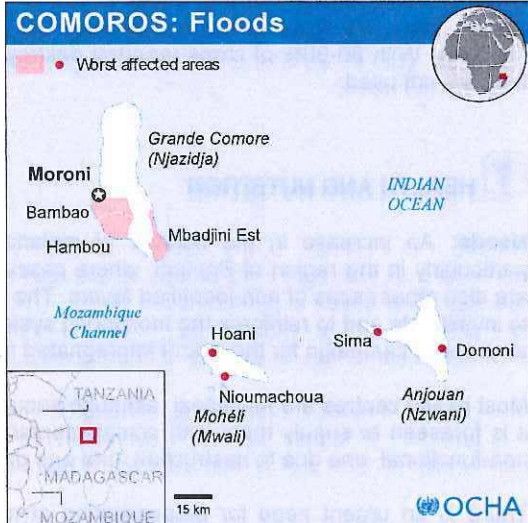 COMOROS: Floods
Worst affected areas
Grande Comore
(Njazidja)
Moroni
Bambao
Hambou
Mbadjini Est
INDIAN
OCEAN
Mozambique
Channel
Hoani
Nioumachoua
Mohéli
(Mwali)
Sima
Domoni
Anjouan
(Nzwani)
TANZANIA
MADAGASCAR
MOZAMBIQUE
15 km
OCHA